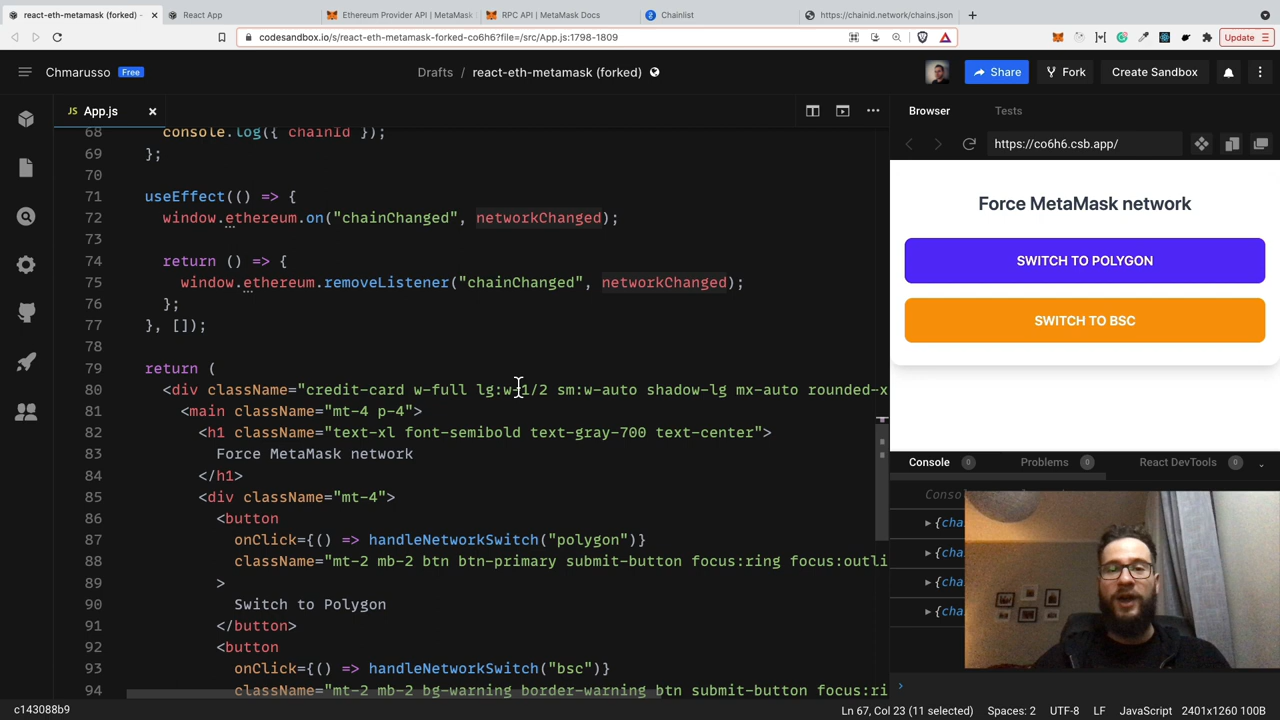 react-eth-metamask (forked) -
React App
Ethereum Provider API | MetaMask
RPC API | MetaMask Docs
Chainlist
https://chainid.network/chains.json
codesandbox.io/s/react-eth-metamask-forked-co6h6?file=/src/App.js:1798-1809
Update
Chmarusso Free
Drafts / react-eth-metamask (forked)
Share
Fork
Create Sandbox
JS App.js
68 console.log({ chainId });
69 };
70
71 useEffect(() => {
72 window.ethereum.on("chainChanged", networkChanged);
73
74 return () => {
75 window.ethereum.removeListener("chainChanged", networkChanged);
76 };
77 }, []);
78
79 return (
80 <div className="credit-card w-full lg:w-1/2 sm:w-auto shadow-lg mx-auto rounded-x
81 <main className="mt-4 p-4">
82 <h1 className="text-xl font-semibold text-gray-700 text-center">
83 Force MetaMask network
84 </h1>
85 <div className="mt-4">
86 <button
87 onClick={() => handleNetworkSwitch("polygon")}
88 className="mt-2 mb-2 btn btn-primary submit-button focus:ring focus:outli
89 >
90 Switch to Polygon
91 </button>
92 <button
93 onClick={() => handleNetworkSwitch("bsc")}
94 className="mt-2 mb-2 bg-warning border-warning btn submit-button focus:ri
Browser
Tests
https://co6h6.csb.app/
Force MetaMask network
SWITCH TO POLYGON
SWITCH TO BSC
Console 0
Problems 0
React DevTools 0
{cha
{cha
{cha
{cha
c143088b9
Ln 67, Col 23 (11 selected)
Spaces: 2
UTF-8
LF
JavaScript
2401x1260 100B